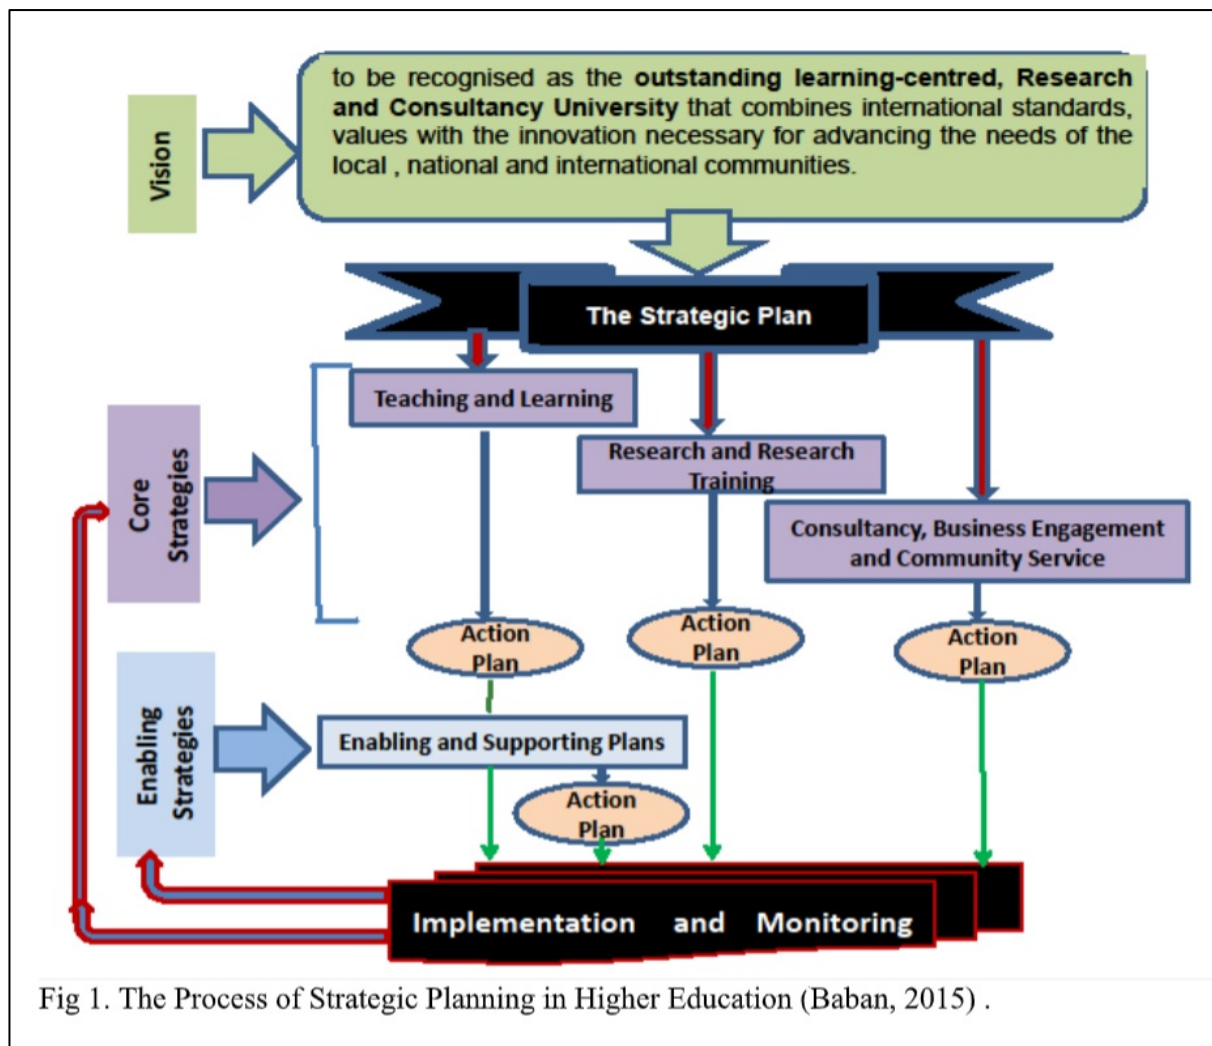 to be recognised as the outstanding learning-centred, Research
and Consultancy University that combines international standards,
values with the innovation necessary for advancing the needs of the
local , national and international communities.
Vision
The Strategic Plan
Teaching and Learning
Research and Research
Training
Consultancy, Business Engagement
and Community Service
Core
Strategies
Action
Plan
Action
Plan
Action
Plan
Enabling
Strategies
Enabling and Supporting Plans
Action
Plan
Implementation and Monitoring
Fig 1. The Process of Strategic Planning in Higher Education (Baban, 2015) .